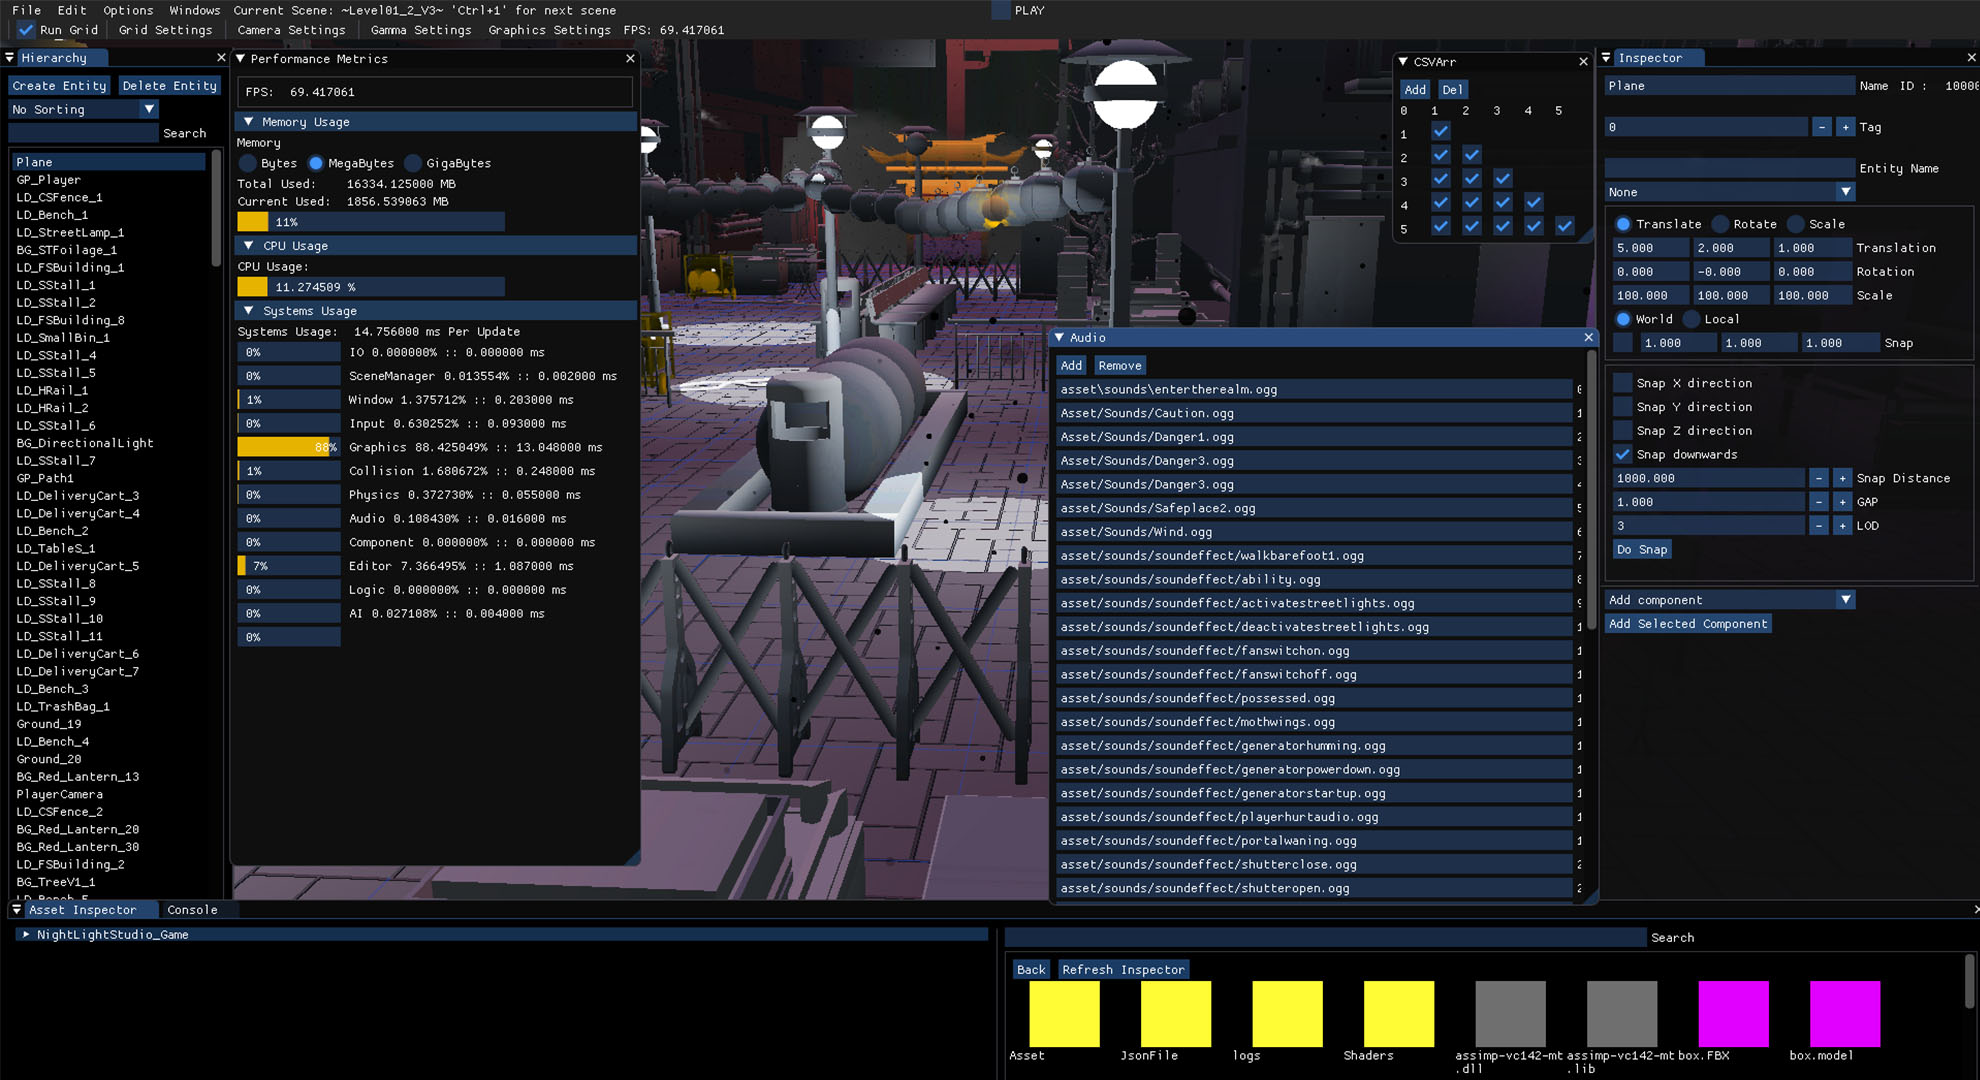 File Edit Options Windows Current Scene: ~Level01_2_V3~ 'Ctrl+1' for next scene PLAY
Run Grid Grid Settings Camera Settings Gamma Settings Graphics Settings FPS: 69.417061
Hierarchy
Create Entity Delete Entity
No Sorting
Search
Plane
GP_Player
LD_CSFence_1
LD_Bench_1
LD_StreetLamp_1
BG_STFoilage_1
LD_FSBuilding_1
LD_SStall_1
LD_SStall_2
LD_FSBuilding_8
LD_SmallBin_1
LD_SStall_4
LD_SStall_5
LD_HRail_1
LD_HRail_2
LD_SStall_6
BG_DirectionalLight
LD_SStall_7
GP_Path1
LD_DeliveryCart_3
LD_DeliveryCart_4
LD_Bench_2
LD_TableS_1
LD_DeliveryCart_5
LD_SStall_8
LD_SStall_9
LD_SStall_10
LD_SStall_11
LD_DeliveryCart_6
LD_DeliveryCart_7
LD_Bench_3
LD_TrashBag_1
Ground_19
LD_Bench_4
Ground_20
BG_Red_Lantern_13
PlayerCamera
LD_CSFence_2
BG_Red_Lantern_20
BG_Red_Lantern_30
LD_FSBuilding_2
BG_TreeV1_1
LD_Bench_5
Performance Metrics
FPS: 69.417061
Memory Usage
Memory
Bytes MegaBytes GigaBytes
Total Used: 16334.125000 MB
Current Used: 1856.539063 MB
11%
CPU Usage
CPU Usage:
11.274509 %
Systems Usage
Systems Usage: 14.756000 ms Per Update
0% IO 0.000000% :: 0.000000 ms
0% SceneManager 0.013554% :: 0.002000 ms
1% Window 1.375712% :: 0.203000 ms
0% Input 0.630252% :: 0.093000 ms
88% Graphics 88.425049% :: 13.048000 ms
1% Collision 1.680672% :: 0.248000 ms
0% Physics 0.372730% :: 0.055000 ms
0% Audio 0.108430% :: 0.016000 ms
0% Component 0.000000% :: 0.000000 ms
7% Editor 7.366495% :: 1.087000 ms
0% Logic 0.000000% :: 0.000000 ms
0% AI 0.027108% :: 0.004000 ms
0%
CSVArr
Add Del
0 1 2 3 4 5
1
2
3
4
5
Audio
Add Remove
asset\sounds\entertherealm.ogg
Asset/Sounds/Caution.ogg
Asset/Sounds/Danger1.ogg
Asset/Sounds/Danger3.ogg
Asset/Sounds/Danger3.ogg
Asset/Sounds/Safeplace2.ogg
Asset/Sounds/Wind.ogg
asset/sounds/soundeffect/walkbarefoot1.ogg
asset/sounds/soundeffect/ability.ogg
asset/sounds/soundeffect/activatestreetlights.ogg
asset/sounds/soundeffect/deactivatestreetlights.ogg
asset/sounds/soundeffect/fanswitchon.ogg
asset/sounds/soundeffect/fanswitchoff.ogg
asset/sounds/soundeffect/possessed.ogg
asset/sounds/soundeffect/mothwings.ogg
asset/sounds/soundeffect/generatorhumming.ogg
asset/sounds/soundeffect/generatorpowerdown.ogg
asset/sounds/soundeffect/generatorstartup.ogg
asset/sounds/soundeffect/playerhurtaudio.ogg
asset/sounds/soundeffect/portalwaning.ogg
asset/sounds/soundeffect/shutterclose.ogg
asset/sounds/soundeffect/shutteropen.ogg
Inspector
Plane Name ID : 10000
0 - + Tag
Entity Name
None
Translate Rotate Scale
5.000 2.000 1.000 Translation
0.000 -0.000 0.000 Rotation
100.000 100.000 100.000 Scale
World Local
1.000 1.000 1.000 Snap
Snap X direction
Snap Y direction
Snap Z direction
Snap downwards
1000.000 - + Snap Distance
1.000 - + GAP
3 - + LOD
Do Snap
Add component
Add Selected Component
Asset Inspector Console
NightLightStudio_Game
Search
Back Refresh Inspector
Asset JsonFile logs Shaders assimp-vc142-mt assimp-vc142-mt box.FBX box.model
.dll .lib